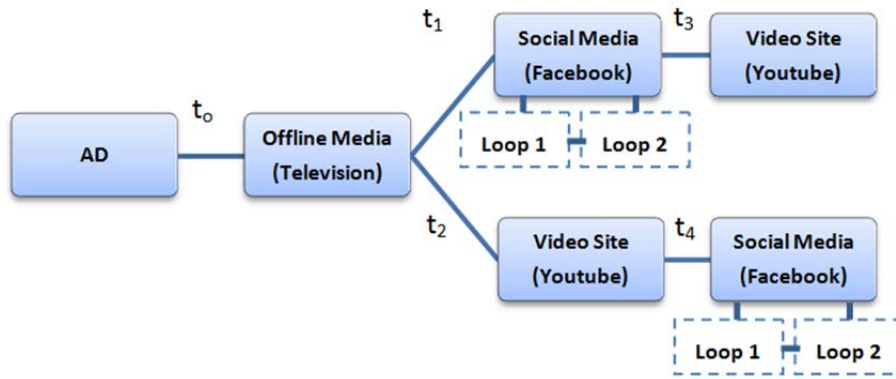 t1
t3
Social Media
(Facebook)
Video Site
(Youtube)
to
AD
Offline Media
(Television)
Loop 1
Loop 2
t2
t4
Video Site
(Youtube)
Social Media
(Facebook)
Loop 1
Loop 2